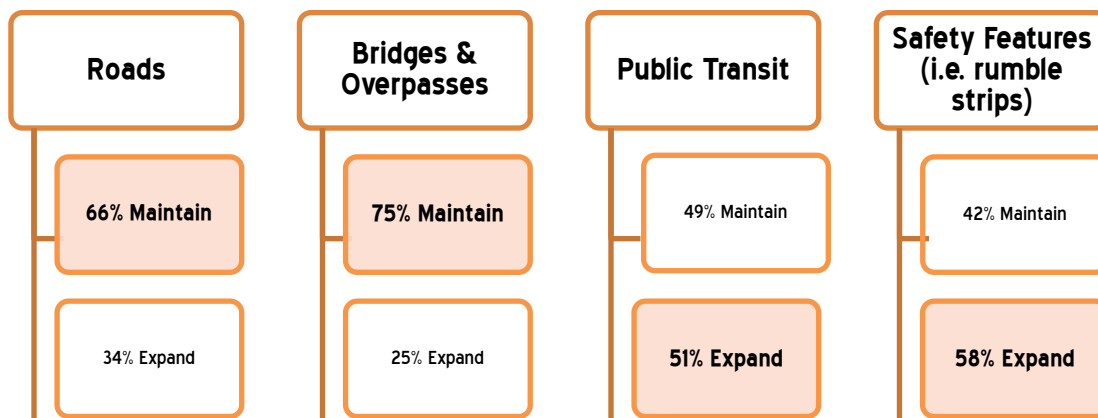 Roads
66% Maintain
34% Expand
Bridges &
Overpasses
75% Maintain
25% Expand
Public Transit
49% Maintain
51% Expand
Safety Features
(i.e. rumble
strips)
42% Maintain
58% Expand